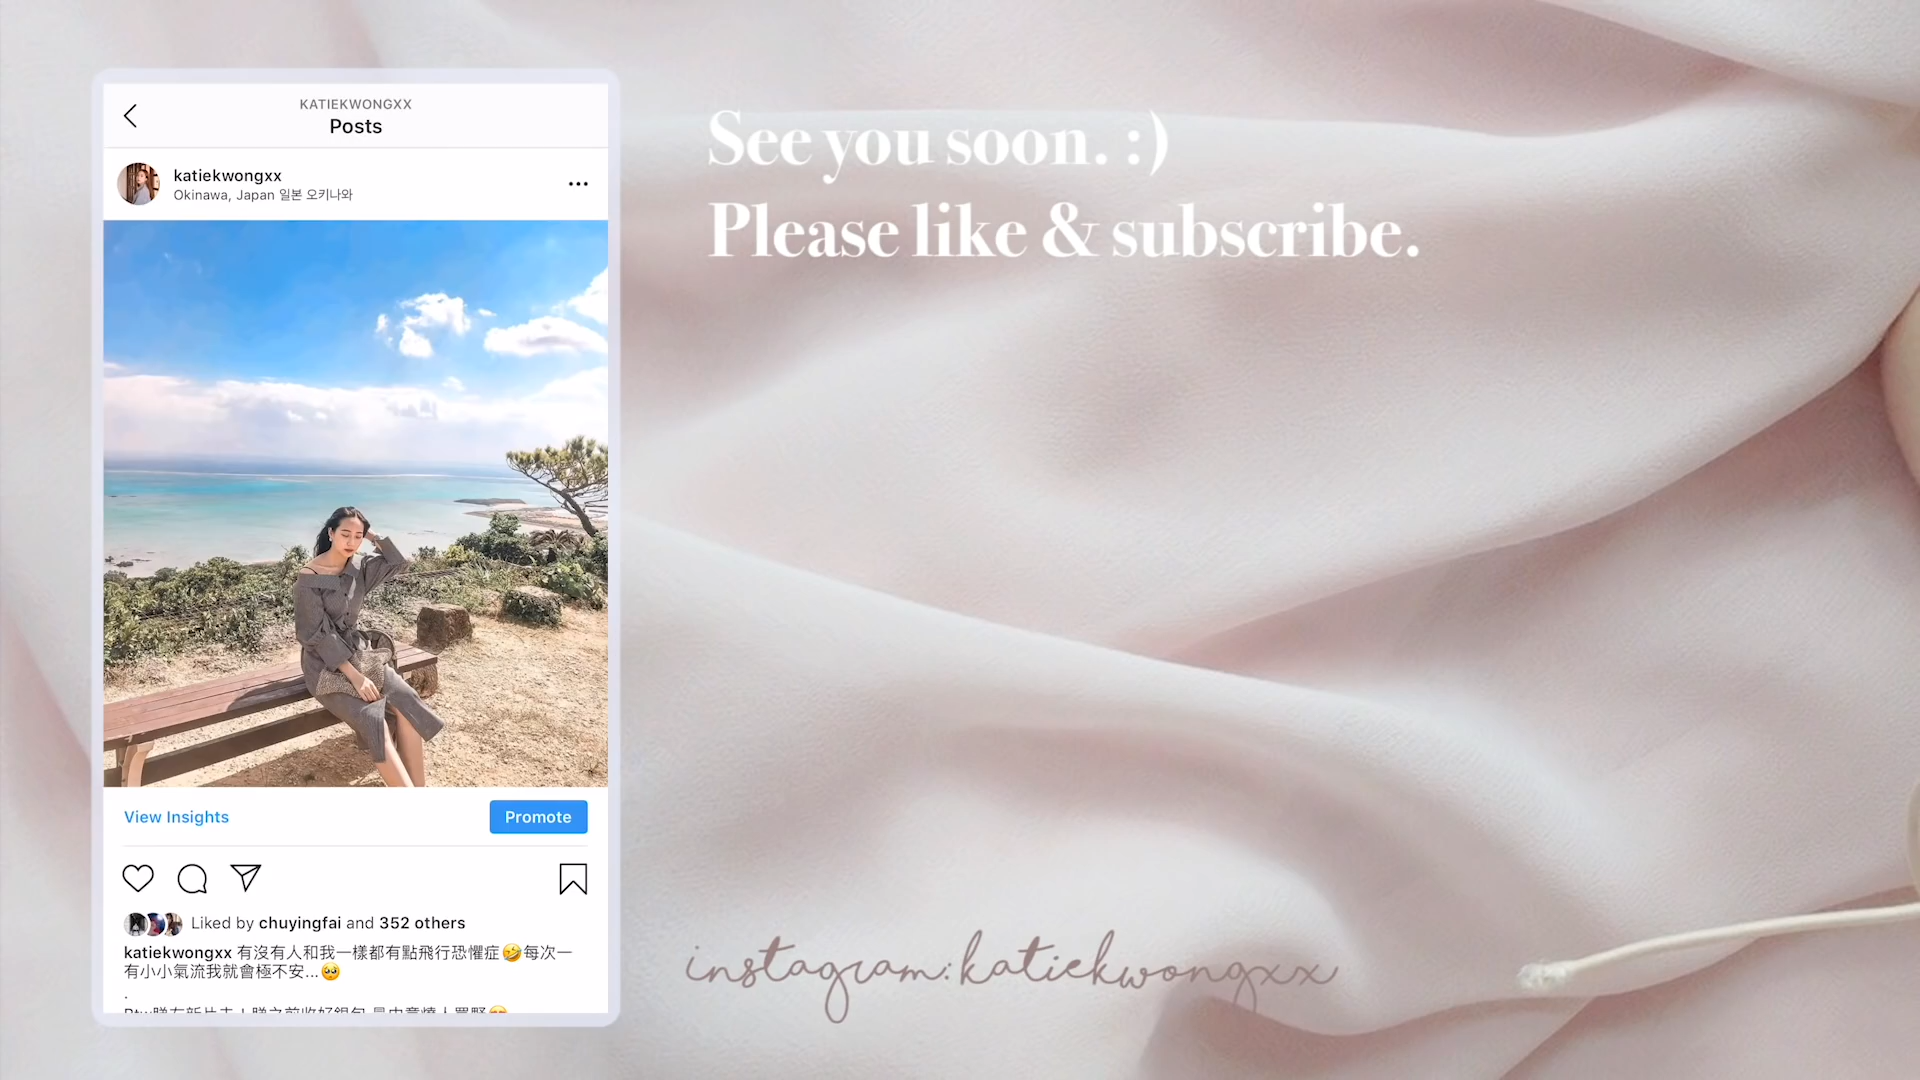 KATIEKWONGXX
Posts
katiekwongxx
Okinawa, Japan 일본 오키나와
View Insights
Promote
Liked by chuyingfai and 352 others
katiekwongxx 有沒有人和我一樣都有點飛行恐懼症🤣每次一
有小小氣流我就會極不安...🥺
.
See you soon. :)
Please like & subscribe.
instagram:katiekwongxx